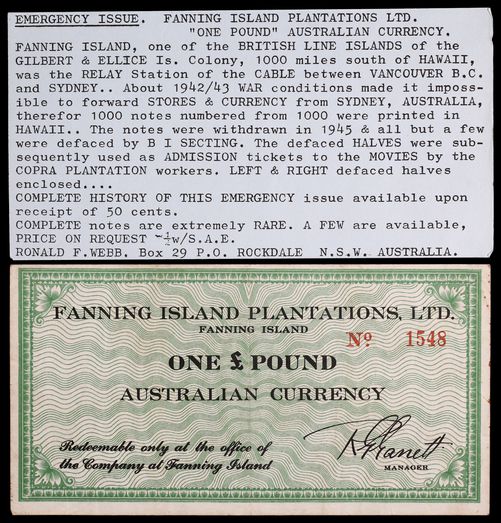 EMERGENCY ISSUE.  FANNING ISLAND PLANTATIONS LTD.
"ONE POUND" AUSTRALIAN CURRENCY.
FANNING ISLAND, one of the BRITISH LINE ISLANDS of the
GILBERT & ELLICE Is. Colony, 1000 miles south of HAWAII,
was the RELAY Station of the CABLE between VANCOUVER B.C.
and SYDNEY.. About 1942/43 WAR conditions made it imposs-
ible to forward STORES & CURRENCY from SYDNEY, AUSTRALIA,
therefor 1000 notes numbered from 1000 were printed in
HAWAII.. The notes were withdrawn in 1945 & all but a few
were defaced by B I SECTING. The defaced HALVES were sub-
sequently used as ADMISSION tickets to the MOVIES by the
COPRA PLANTATION workers. LEFT & RIGHT defaced halves
enclosed....
COMPLETE HISTORY OF THIS EMERGENCY issue available upon
receipt of 50 cents.
COMPLETE notes are extremely RARE. A FEW are available,
PRICE ON REQUEST w/S.A.E.
RONALD F.WEBB. Box 29 P.O. ROCKDALE  N.S.W. AUSTRALIA.
FANNING ISLAND PLANTATIONS, LTD.
FANNING ISLAND
No 1548
ONE £ POUND
AUSTRALIAN CURRENCY
Redeemable only at the office of
the Company at Fanning Island
MANAGER